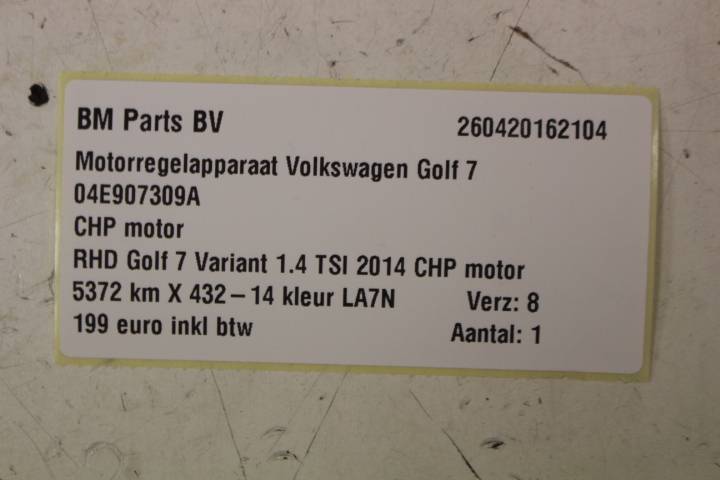 BM Parts BV 260420162104
Motorregelapparaat Volkswagen Golf 7
04E907309A
CHP motor
RHD Golf 7 Variant 1.4 TSI 2014 CHP motor
5372 km X 432 – 14 kleur LA7N Verz: 8
199 euro inkl btw Aantal: 1